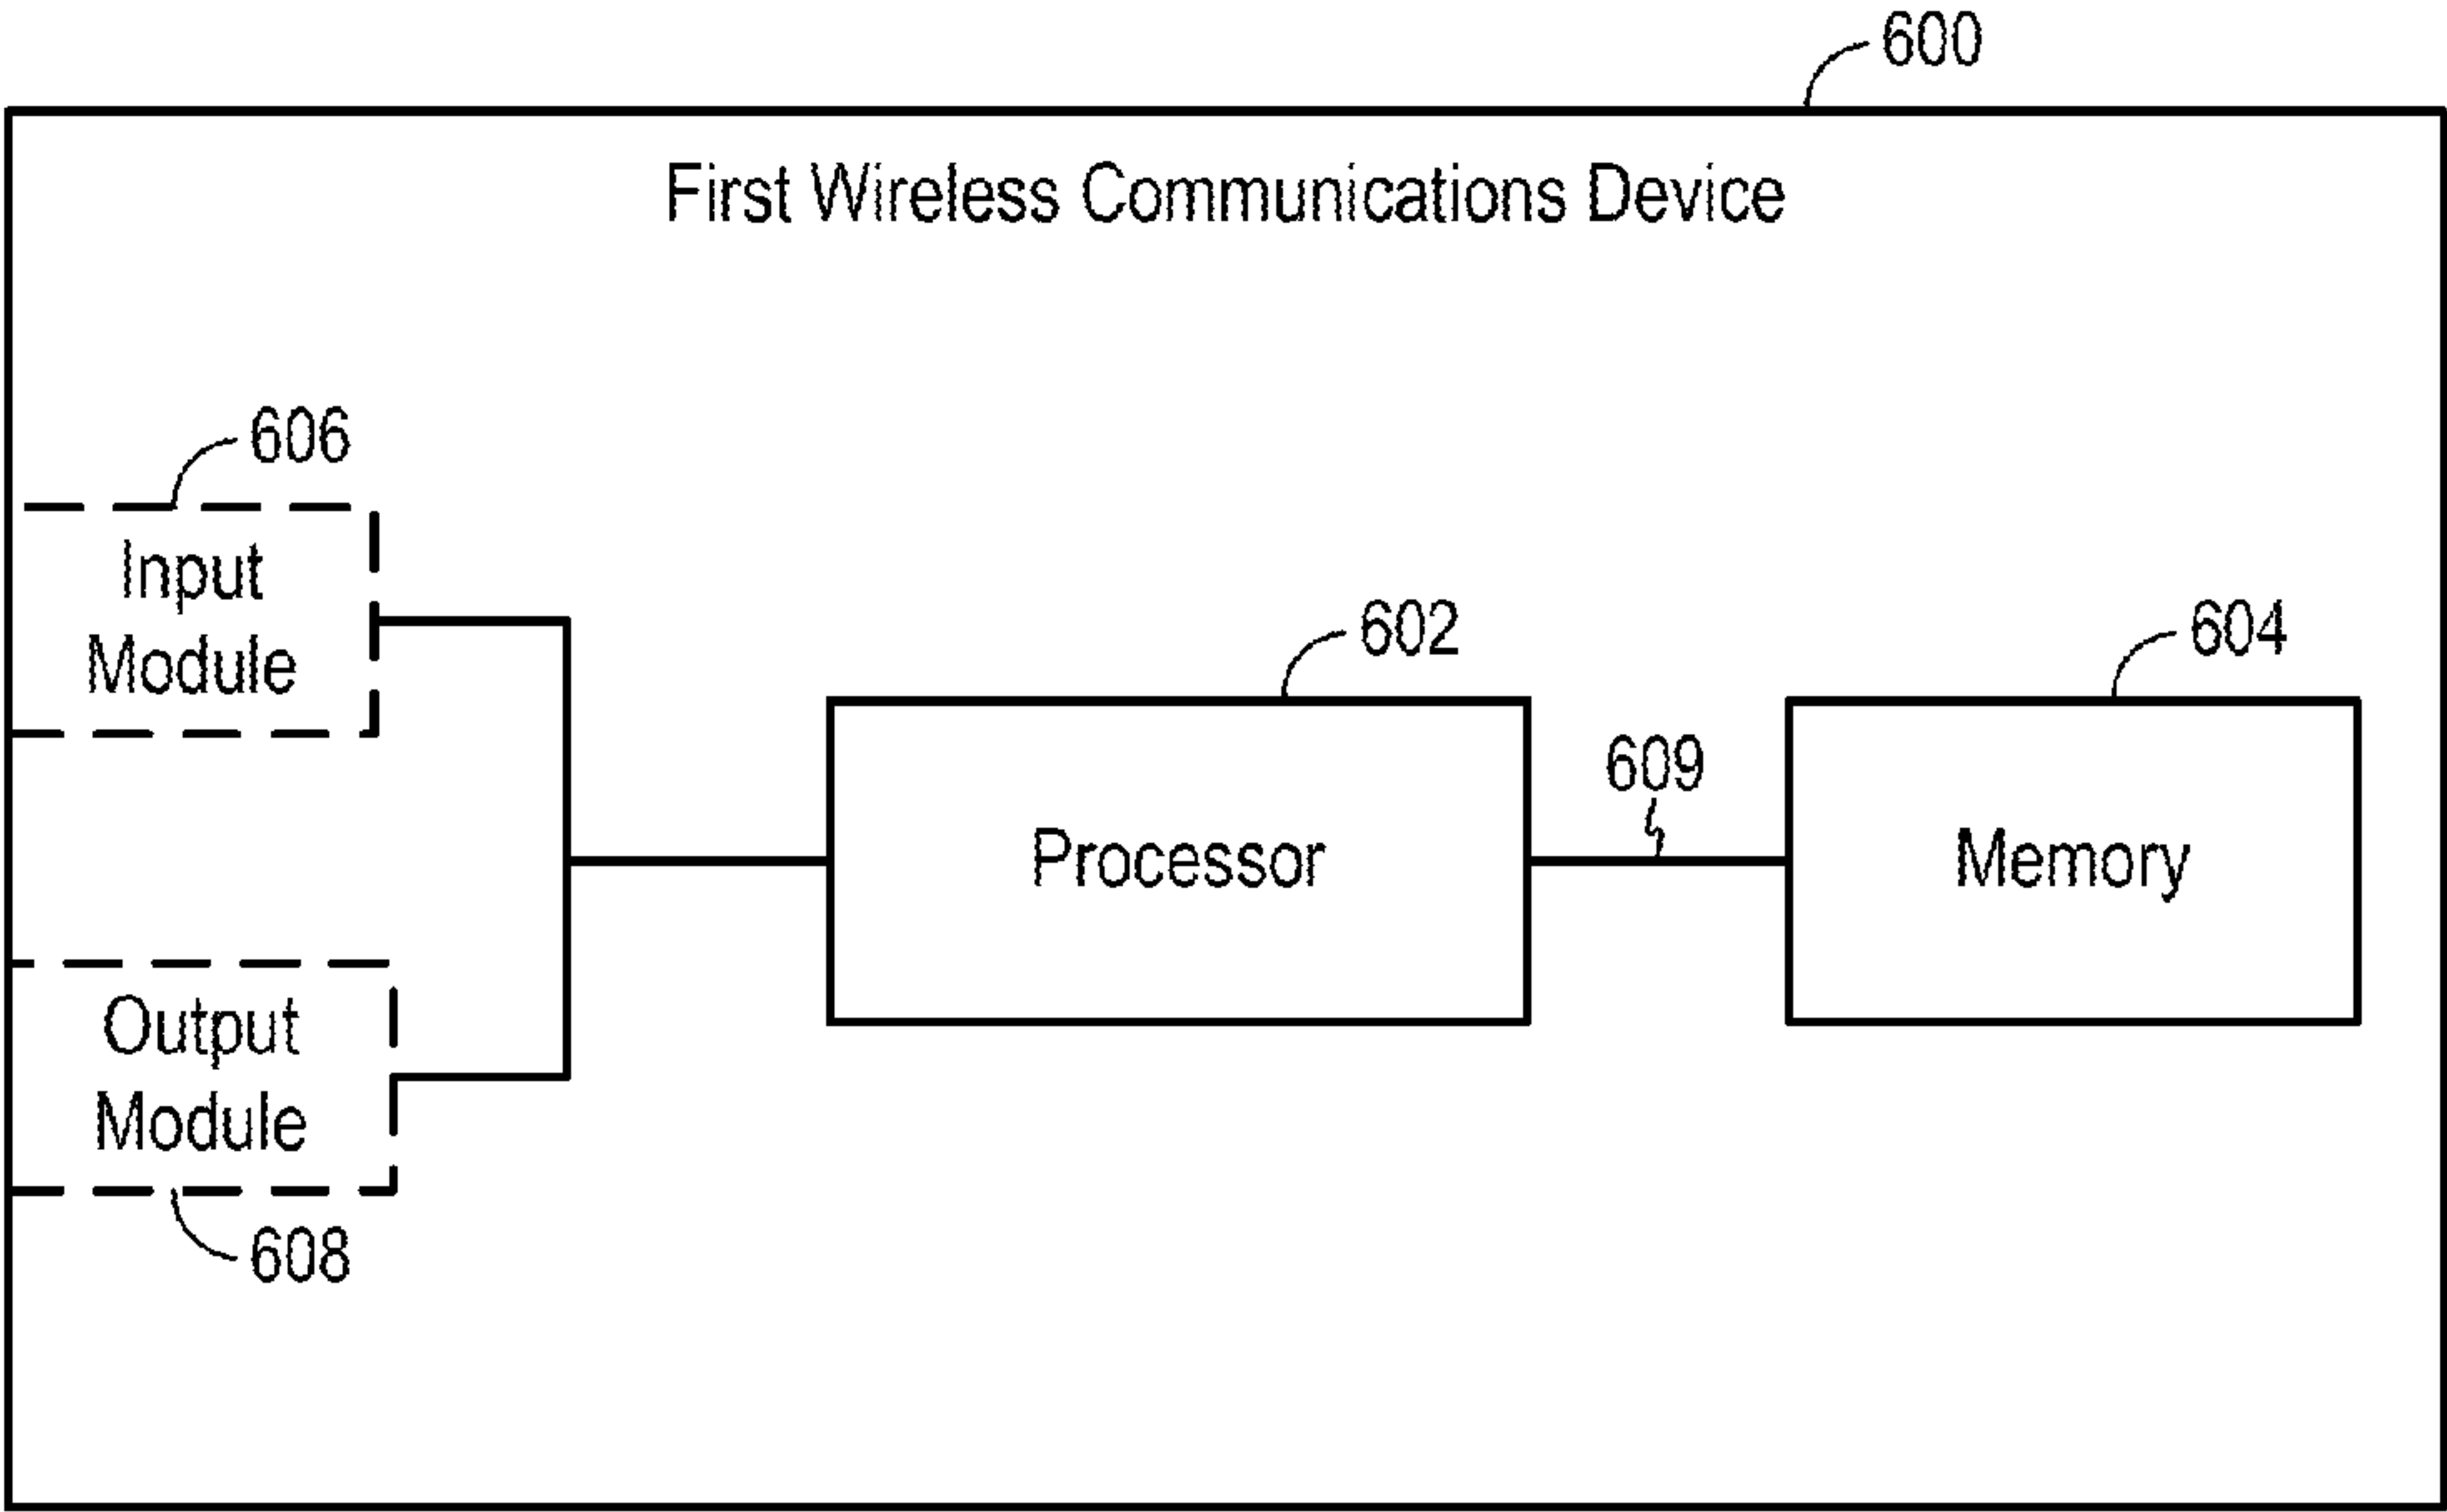 600
First Wireless Communications Device
606
Input
Module
602
604
609
Processor
Memory
Output
Module
608